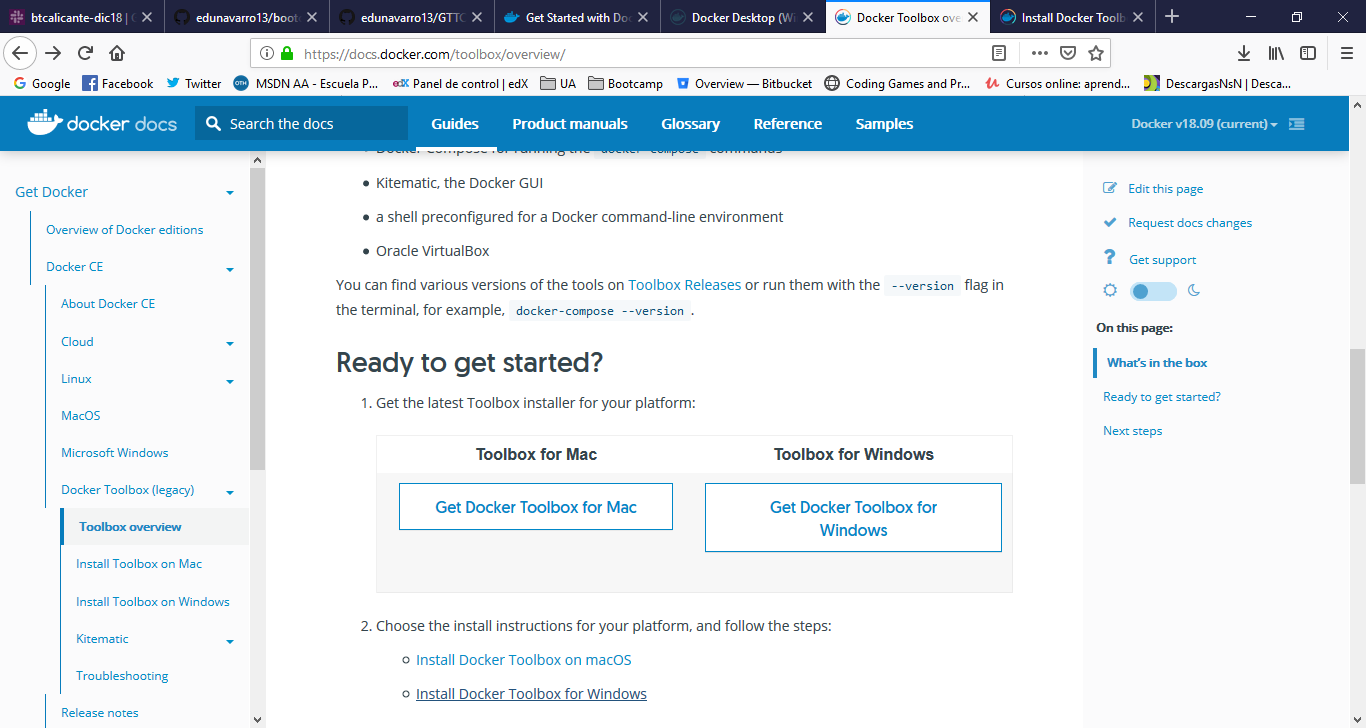 btcalicante-dic18 |
edunavarro13/boot
edunavarro13/GTTC
Get Started with Doc
Docker Desktop (Wi
Docker Toolbox ove
Install Docker Toolb
https://docs.docker.com/toolbox/overview/
Google
Facebook
Twitter
MSDN AA - Escuela P...
Panel de control | edX
UA
Bootcamp
Overview — Bitbucket
Coding Games and Pr...
Cursos online: aprend...
DescargasNsN | Desca...
docker docs
Search the docs
Guides
Product manuals
Glossary
Reference
Samples
Docker v18.09 (current)
Get Docker
Overview of Docker editions
Docker CE
About Docker CE
Cloud
Linux
MacOS
Microsoft Windows
Docker Toolbox (legacy)
Toolbox overview
Install Toolbox on Mac
Install Toolbox on Windows
Kitematic
Troubleshooting
Release notes
Docker Compose for running the docker-compose commands
• Kitematic, the Docker GUI
• a shell preconfigured for a Docker command-line environment
• Oracle VirtualBox
You can find various versions of the tools on Toolbox Releases or run them with the --version flag in
the terminal, for example, docker-compose --version .
Ready to get started?
1. Get the latest Toolbox installer for your platform:
Toolbox for Mac
Toolbox for Windows
Get Docker Toolbox for Mac
Get Docker Toolbox for
Windows
2. Choose the install instructions for your platform, and follow the steps:
Install Docker Toolbox on macOS
Install Docker Toolbox for Windows
Edit this page
Request docs changes
Get support
On this page:
What's in the box
Ready to get started?
Next steps